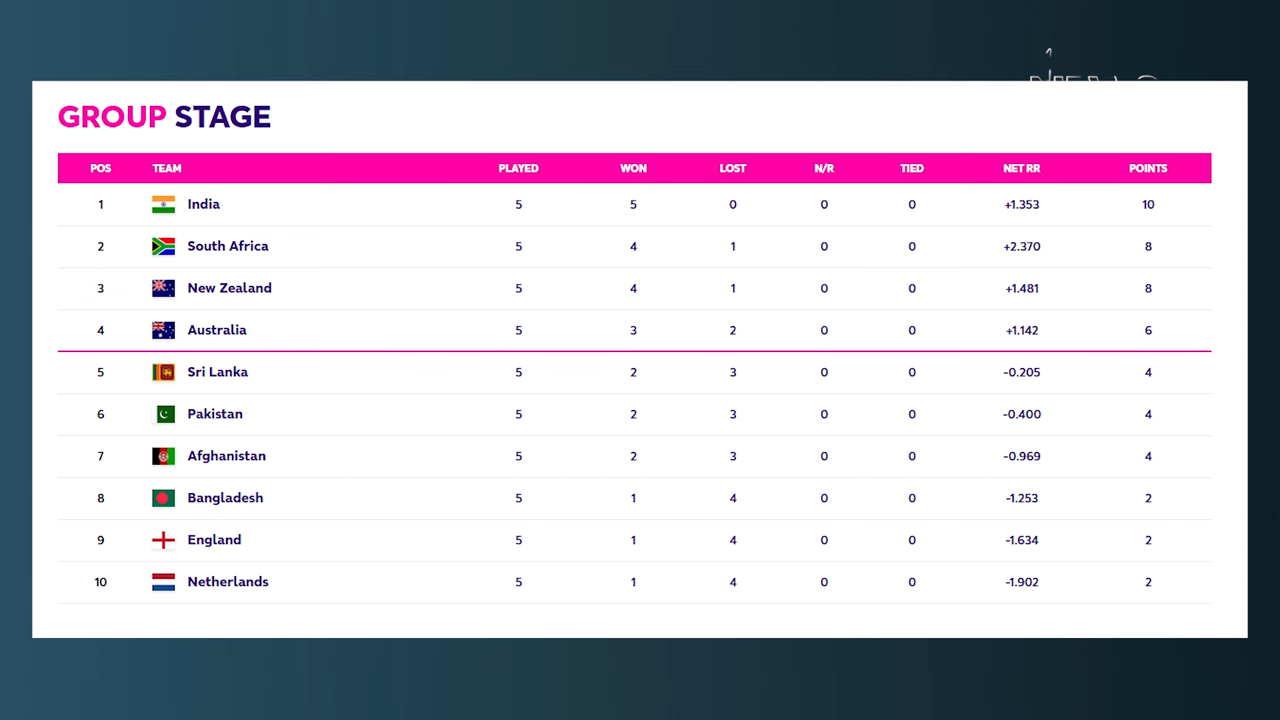 GROUP STAGE
POS TEAM PLAYED WON LOST N/R TIED NET RR POINTS
1 India 5 5 0 0 0 +1.353 10
2 South Africa 5 4 1 0 0 +2.370 8
3 New Zealand 5 4 1 0 0 +1.481 8
4 Australia 5 3 2 0 0 +1.142 6
5 Sri Lanka 5 2 3 0 0 -0.205 4
6 Pakistan 5 2 3 0 0 -0.400 4
7 Afghanistan 5 2 3 0 0 -0.969 4
8 Bangladesh 5 1 4 0 0 -1.253 2
9 England 5 1 4 0 0 -1.634 2
10 Netherlands 5 1 4 0 0 -1.902 2